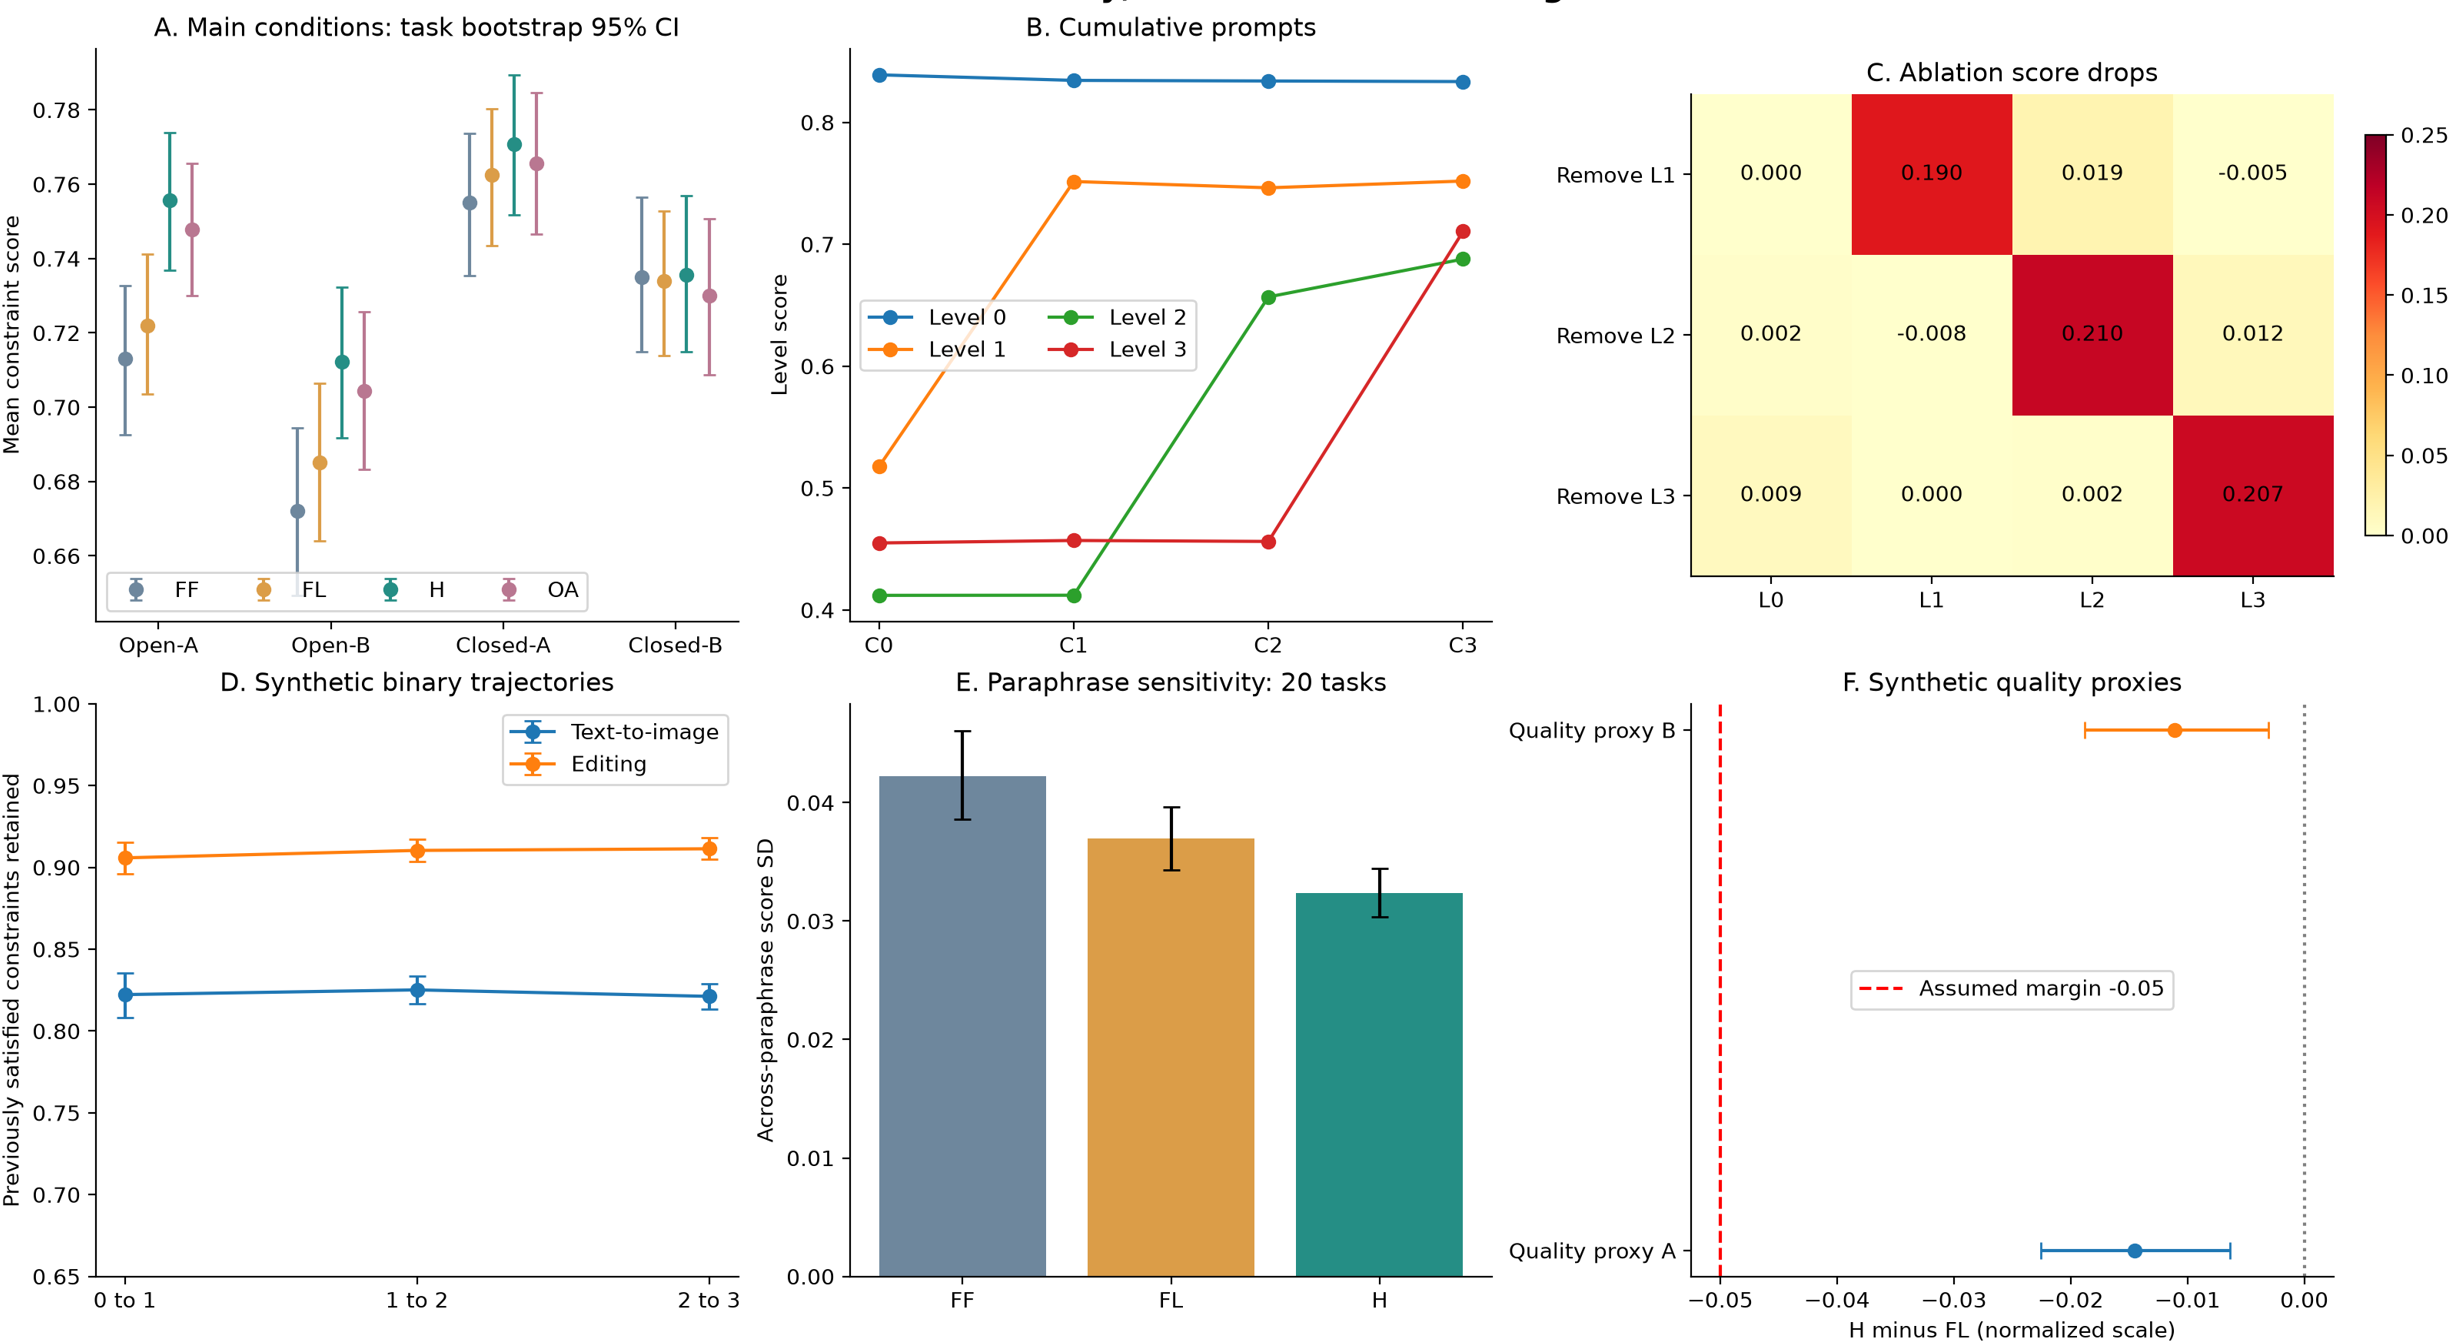 A. Main conditions: task bootstrap 95% CI
Mean constraint score
0.78
0.76
0.74
0.72
0.70
0.68
0.66
FF
FL
H
OA
Open-A
Open-B
Closed-A
Closed-B
B. Cumulative prompts
Level score
0.8
0.7
0.6
0.5
0.4
Level 0
Level 1
Level 2
Level 3
C0
C1
C2
C3
C. Ablation score drops
Remove L1
0.000
0.190
0.019
-0.005
Remove L2
0.002
-0.008
0.210
0.012
Remove L3
0.009
0.000
0.002
0.207
L0
L1
L2
L3
0.25
0.20
0.15
0.10
0.05
0.00
D. Synthetic binary trajectories
Previously satisfied constraints retained
1.00
0.95
0.90
0.85
0.80
0.75
0.70
0.65
Text-to-image
Editing
0 to 1
1 to 2
2 to 3
E. Paraphrase sensitivity: 20 tasks
Across-paraphrase score SD
0.04
0.03
0.02
0.01
0.00
FF
FL
H
F. Synthetic quality proxies
Quality proxy B
Quality proxy A
Assumed margin -0.05
−0.05
−0.04
−0.03
−0.02
−0.01
0.00
H minus FL (normalized scale)